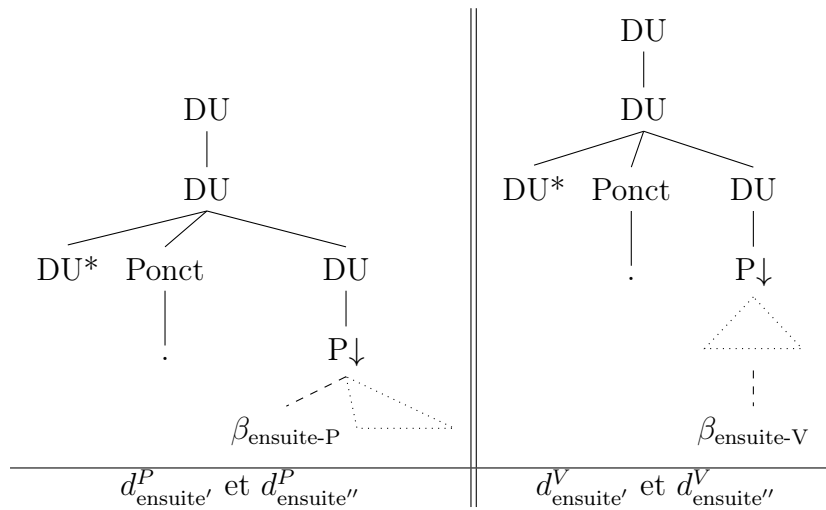 DU
DU
DU* Ponct DU
. P↓
β_ensuite-P
d^P_ensuite′ et d^P_ensuite′′
DU
DU
DU* Ponct DU
. P↓
β_ensuite-V
d^V_ensuite′ et d^V_ensuite′′